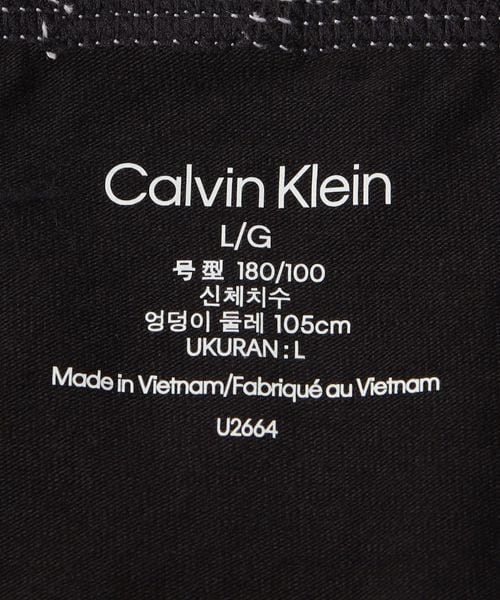 Calvin Klein
L/G
号型 180/100
신체치수
엉덩이 둘레 105cm
UKURAN : L
Made in Vietnam/Fabriqué au Vietnam
U2664